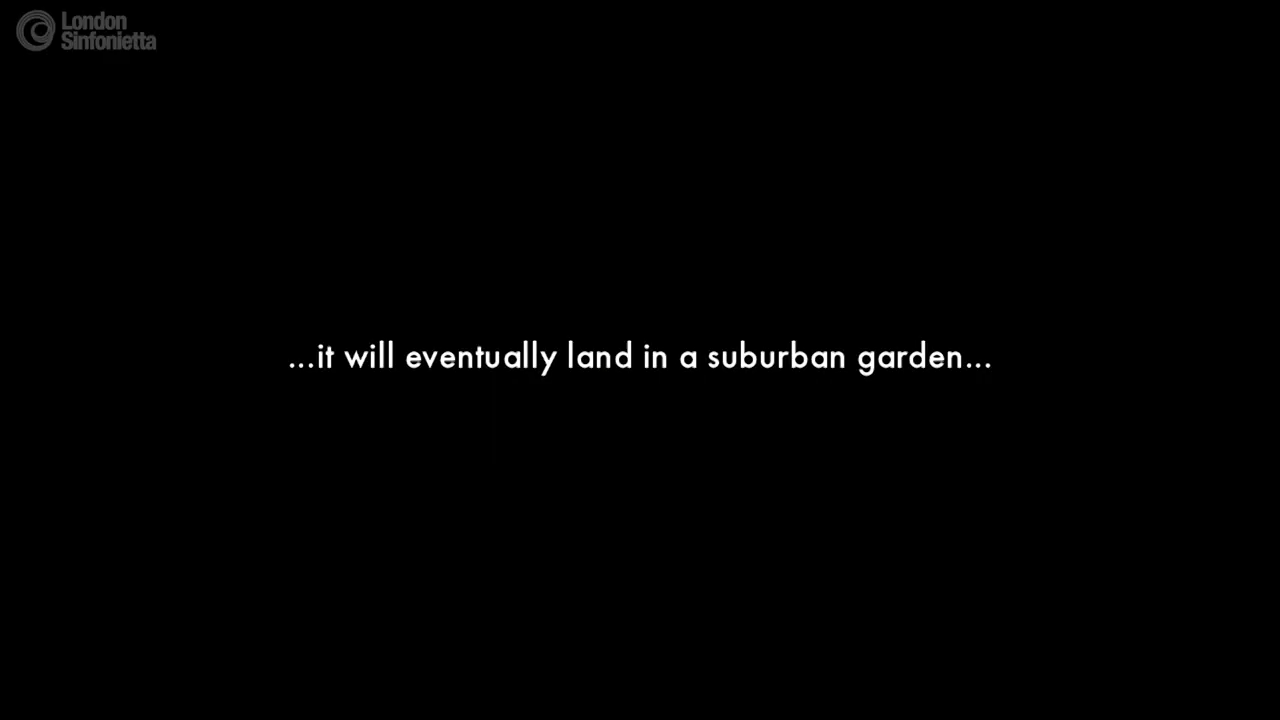 London
Sinfonietta
...it will eventually land in a suburban garden...